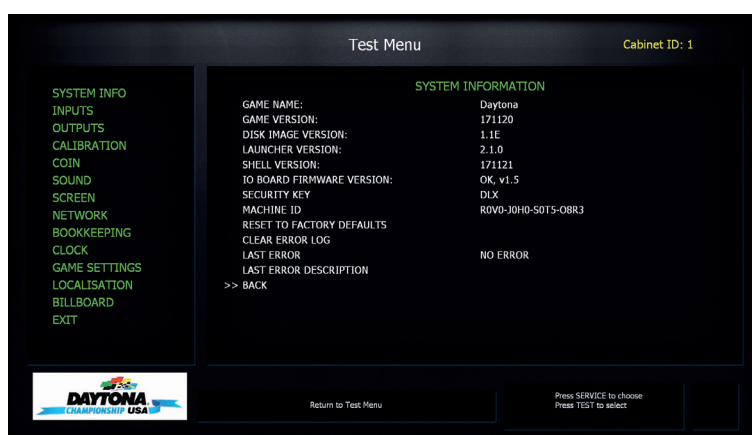 Test Menu
Cabinet ID: 1
SYSTEM INFO
INPUTS
OUTPUTS
CALIBRATION
COIN
SOUND
SCREEN
NETWORK
BOOKKEEPING
CLOCK
GAME SETTINGS
LOCALISATION
BILLBOARD
EXIT
SYSTEM INFORMATION
GAME NAME: Daytona
GAME VERSION: 171120
DISK IMAGE VERSION: 1.1E
LAUNCHER VERSION: 2.1.0
SHELL VERSION: 171121
IO BOARD FIRMWARE VERSION: OK, v1.5
SECURITY KEY DLX
MACHINE ID R0V0-J0H0-S0T5-O8R3
RESET TO FACTORY DEFAULTS
CLEAR ERROR LOG
LAST ERROR NO ERROR
LAST ERROR DESCRIPTION
>> BACK
DAYTONA
CHAMPIONSHIP USA
Return to Test Menu
Press SERVICE to choose
Press TEST to select